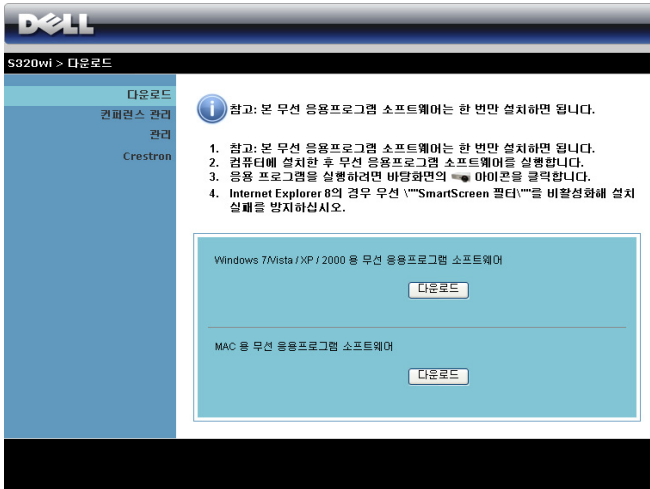 DELL
S320wi > 다운로드
다운로드
컨퍼런스 관리
관리
Crestron
참고: 본 무선 응용프로그램 소프트웨어는 한 번만 설치하면 됩니다.
1. 참고: 본 무선 응용프로그램 소프트웨어는 한 번만 설치하면 됩니다.
2. 컴퓨터에 설치한 후 무선 응용프로그램 소프트웨어를 실행합니다.
3. 응용 프로그램을 실행하려면 바탕화면의 아이콘을 클릭합니다.
4. Internet Explorer 8의 경우 무선 \""SmartScreen 필터\""를 비활성화해 설치
실패를 방지하십시오.
Windows 7/Vista / XP / 2000 용 무선 응용프로그램 소프트웨어
다운로드
MAC 용 무선 응용프로그램 소프트웨어
다운로드